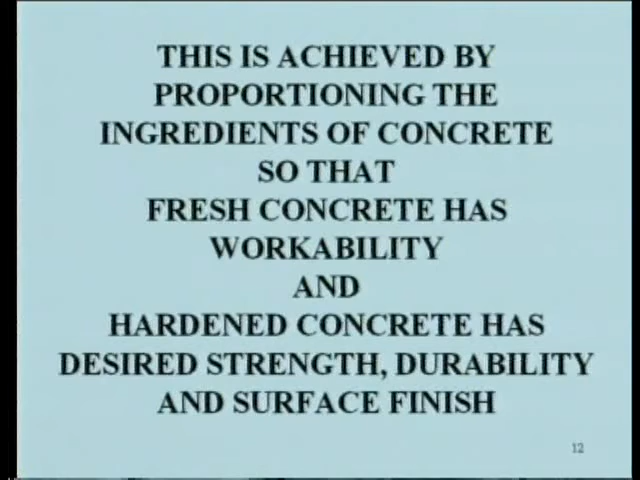 THIS IS ACHIEVED BY
PROPORTIONING THE
INGREDIENTS OF CONCRETE
SO THAT
FRESH CONCRETE HAS
WORKABILITY
AND
HARDENED CONCRETE HAS
DESIRED STRENGTH, DURABILITY
AND SURFACE FINISH
12